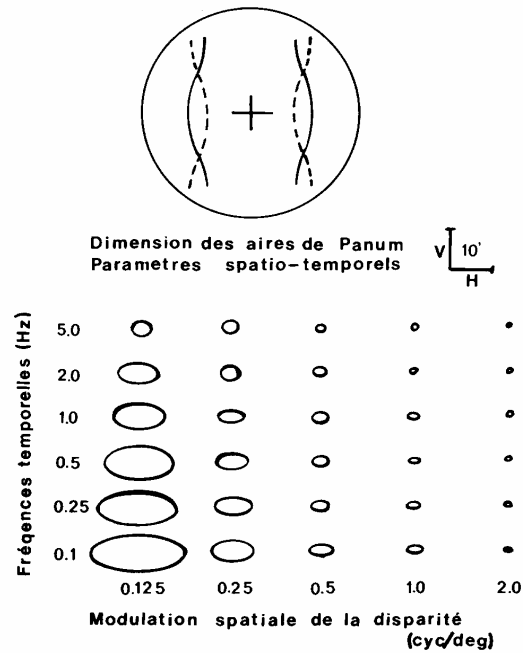 Dimension des aires de Panum
Parametres spatio-temporels
V 10'
H
Fréqences temporelles (Hz)
5.0
2.0
1.0
0.5
0.25
0.1
0.125 0.25 0.5 1.0 2.0
Modulation spatiale de la disparité
(cyc/deg)